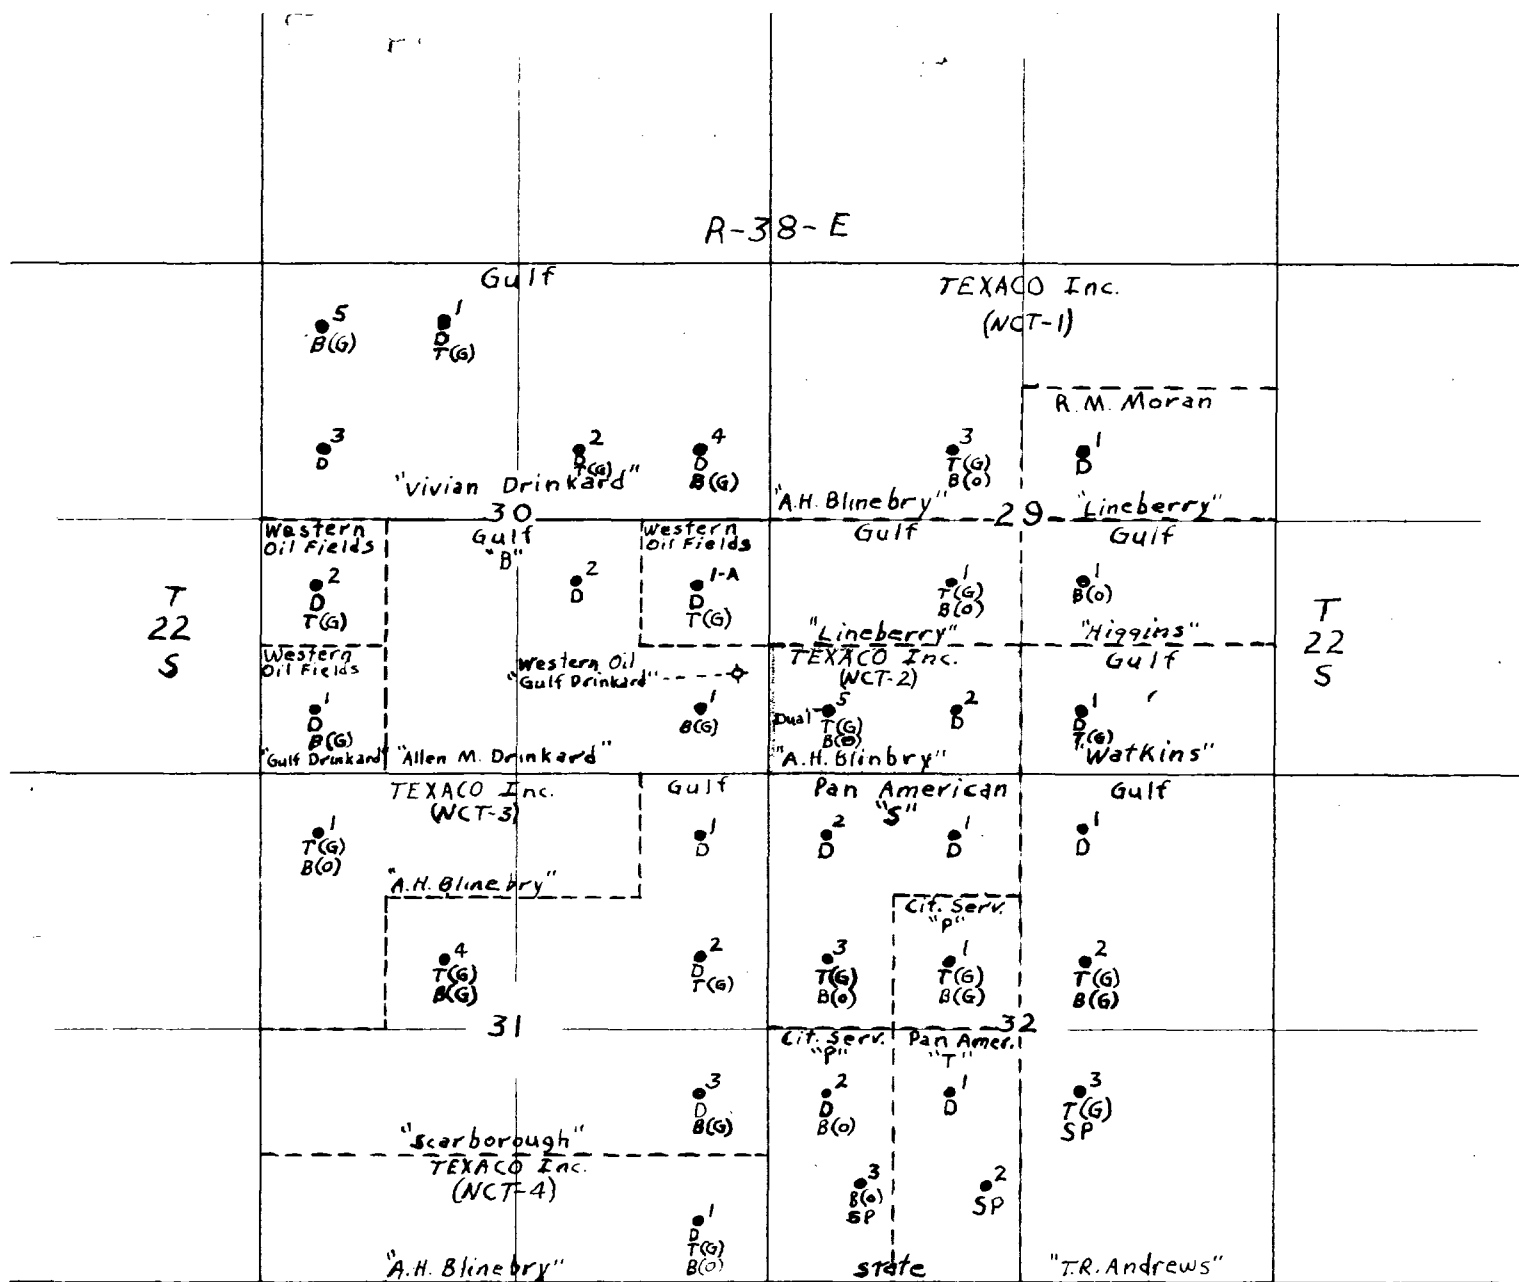 R-38-E
T
22
S
T
22
S
Gulf
5
B(G)
1
D
T(G)
3
D
2
D
T(G)
4
D
B(G)
"Vivian Drinkard"
30
TEXACO Inc.
(NCT-1)
3
T(G)
B(O)
"A.H. Blinebry"
R.M. Moran
1
D
"Lineberry"
29
Western
Oil Fields
2
D
T(G)
Western
Oil Fields
1
D
B(G)
"Gulf Drinkard"
Gulf
"B"
2
D
Western
Oil Fields
1-A
D
T(G)
Western Oil
"Gulf Drinkard"
1
B(G)
"Allen M. Drinkard"
Gulf
1
T(G)
B(O)
"Lineberry"
Gulf
1
B(O)
"Higgins"
TEXACO Inc.
(NCT-2)
Dual
5
T(G)
B(O)
2
D
"A.H. Blinbry"
Gulf
1
D
T(G)
"Watkins"
TEXACO Inc.
(NCT-3)
1
T(G)
B(O)
"A.H. Blinebry"
Gulf
1
D
4
T(G)
B(G)
2
D
T(G)
31
3
D
B(G)
"Scarborough"
TEXACO Inc.
(NCT-4)
1
D
T(G)
B(O)
"A.H. Blinebry"
Pan American
"S"
2
D
1
D
3
T(G)
B(O)
Cit. Serv.
"P"
1
T(G)
B(G)
Gulf
1
D
2
T(G)
B(G)
32
Cit. Serv.
"P"
2
D
B(O)
3
B(O)
SP
Pan Amer.
"T"
1
D
2
SP
State
3
T(G)
SP
"T.R. Andrews"